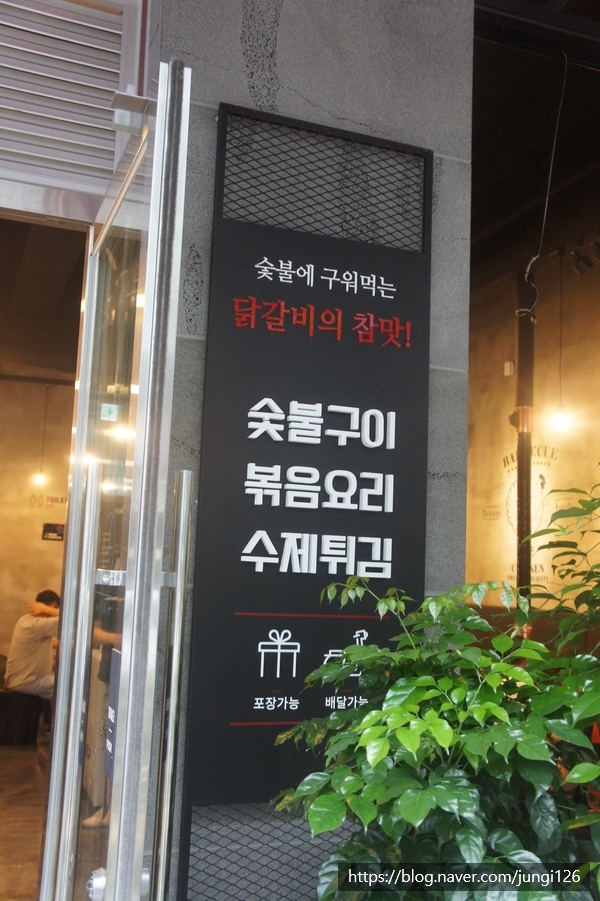 숯불에 구워먹는
닭갈비의 참맛!
숯불구이
볶음요리
수제튀김
포장가능
배달가능
BARBECUE
TOILET
https://blog.naver.com/jungi126